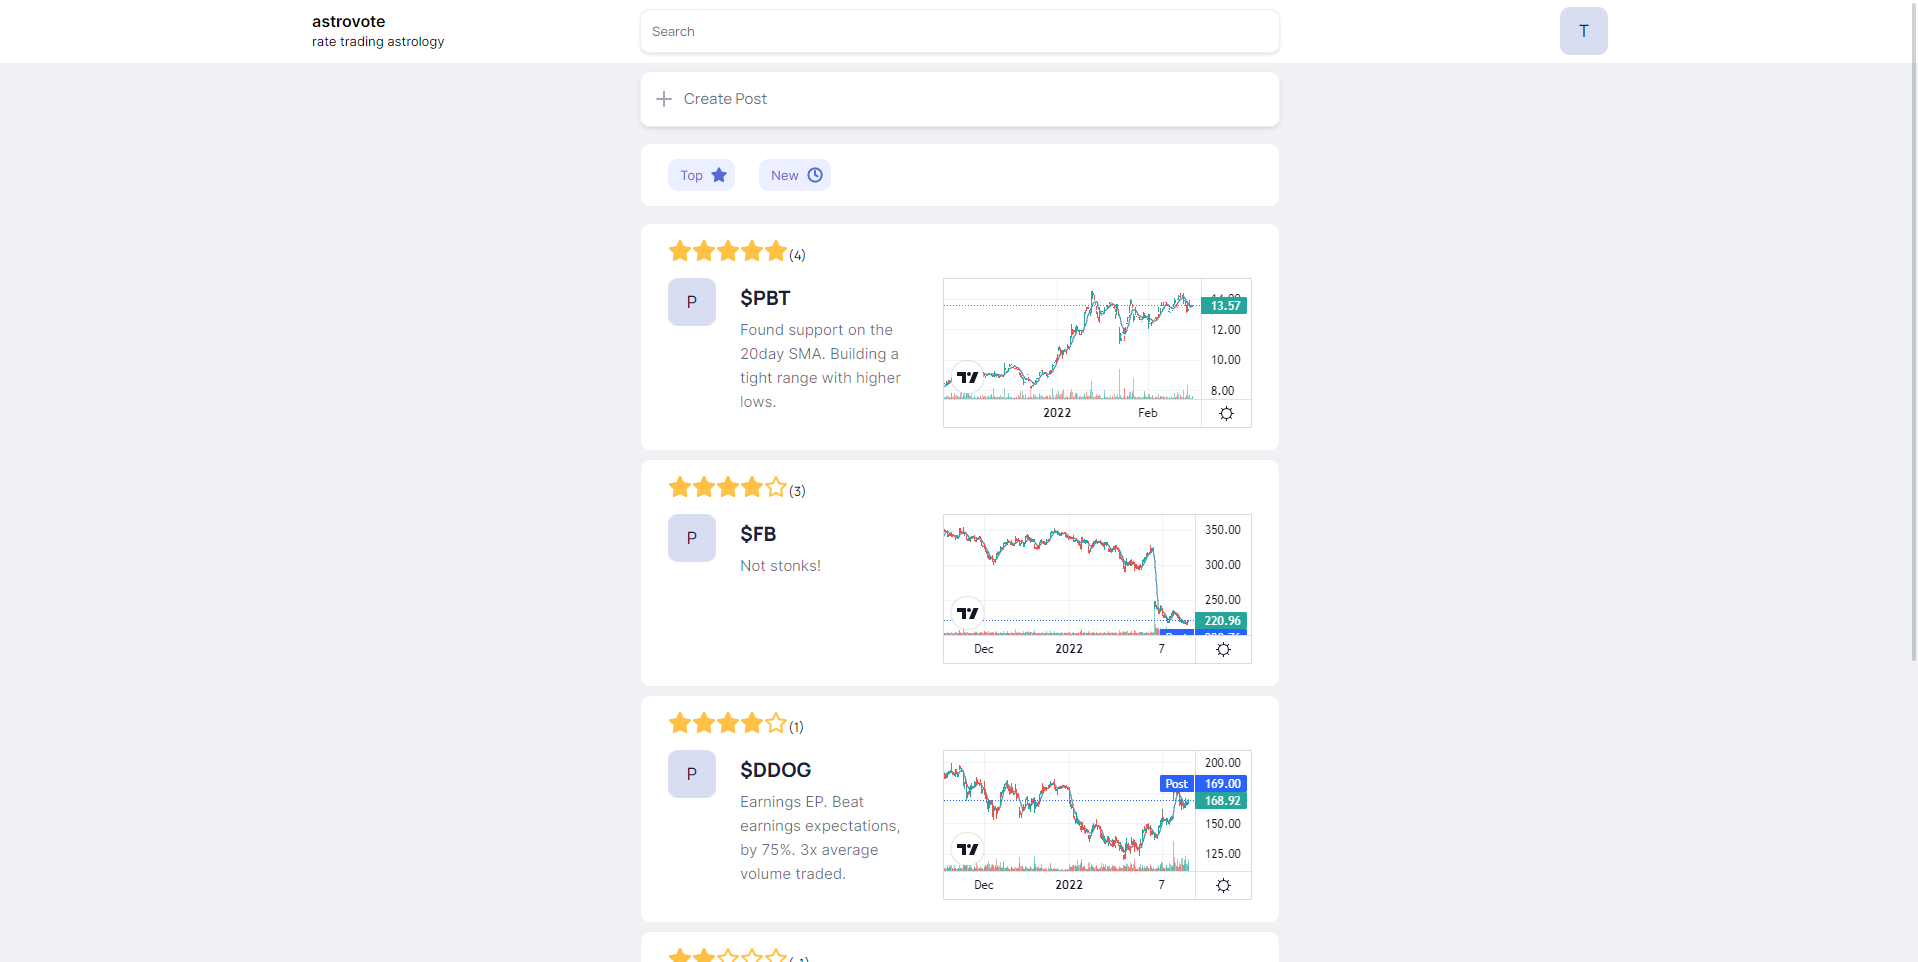 astrovote
rate trading astrology
Search
T
Create Post
Top
New
(4)
P
$PBT
Found support on the
20day SMA. Building a
tight range with higher
lows.
13.57
12.00
10.00
8.00
2022
Feb
(3)
P
$FB
Not stonks!
350.00
300.00
250.00
220.96
Dec
2022
7
(1)
P
$DDOG
Earnings EP. Beat
earnings expectations,
by 75%. 3x average
volume traded.
200.00
Post 169.00
168.92
150.00
125.00
Dec
2022
7